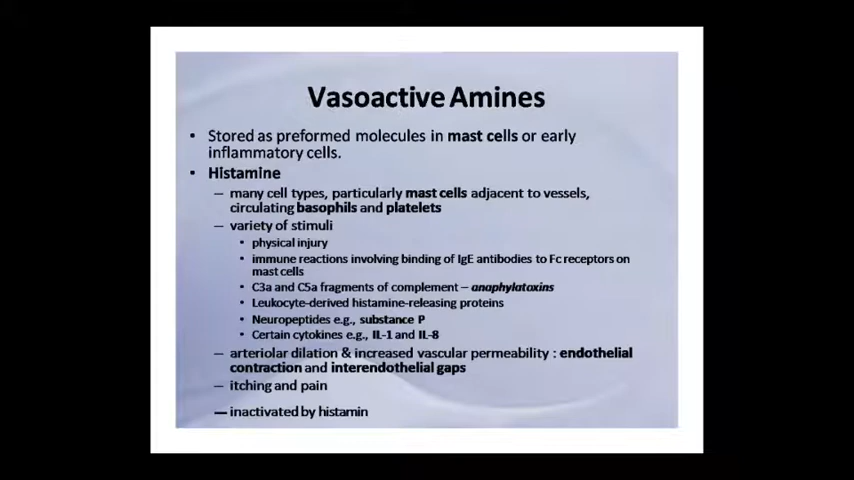 Vasoactive Amines
• Stored as preformed molecules in mast cells or early
inflammatory cells.
• Histamine
– many cell types, particularly mast cells adjacent to vessels,
circulating basophils and platelets
– variety of stimuli
• physical injury
• immune reactions involving binding of IgE antibodies to Fc receptors on
mast cells
• C3a and C5a fragments of complement – anaphylatoxins
• Leukocyte-derived histamine-releasing proteins
• Neuropeptides e.g., substance P
• Certain cytokines e.g., IL-1 and IL-8
– arteriolar dilation & increased vascular permeability : endothelial
contraction and interendothelial gaps
– itching and pain
– inactivated by histamin